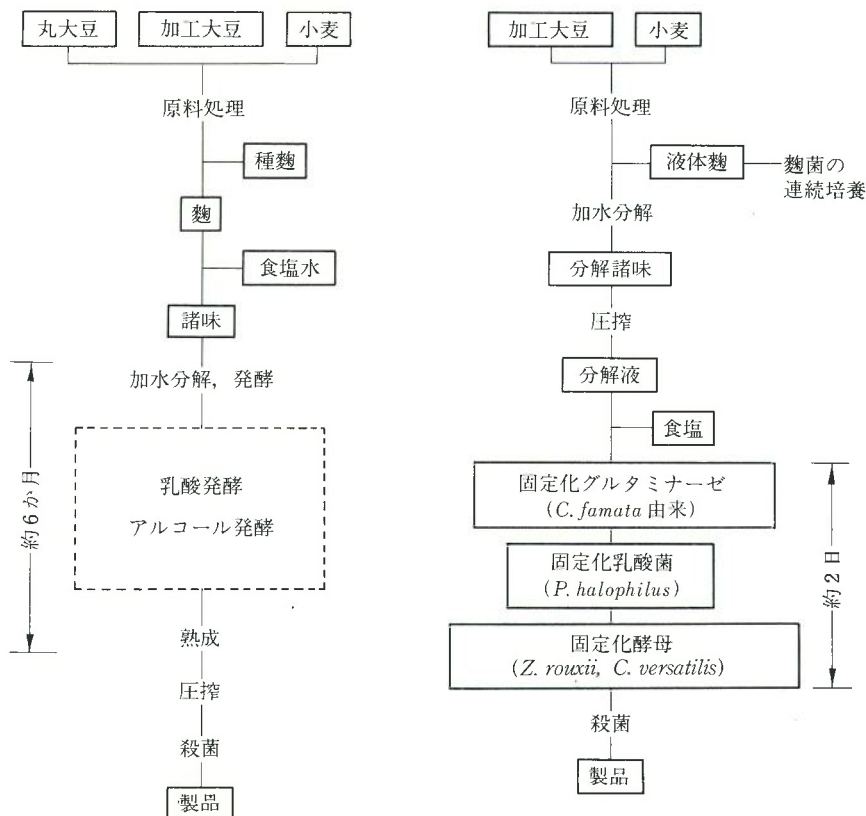 丸大豆
加工大豆
小麦
原料処理
種麴
麴
食塩水
諸味
加水分解，発酵
乳酸発酵
アルコール発酵
約6か月
熟成
圧搾
殺菌
製品
加工大豆
小麦
原料処理
液体麴
麴菌の
連続培養
加水分解
分解諸味
圧搾
分解液
食塩
固定化グルタミナーゼ
(C. famata 由来)
固定化乳酸菌
(P. halophilus)
固定化酵母
(Z. rouxii, C. versatilis)
約2日
殺菌
製品